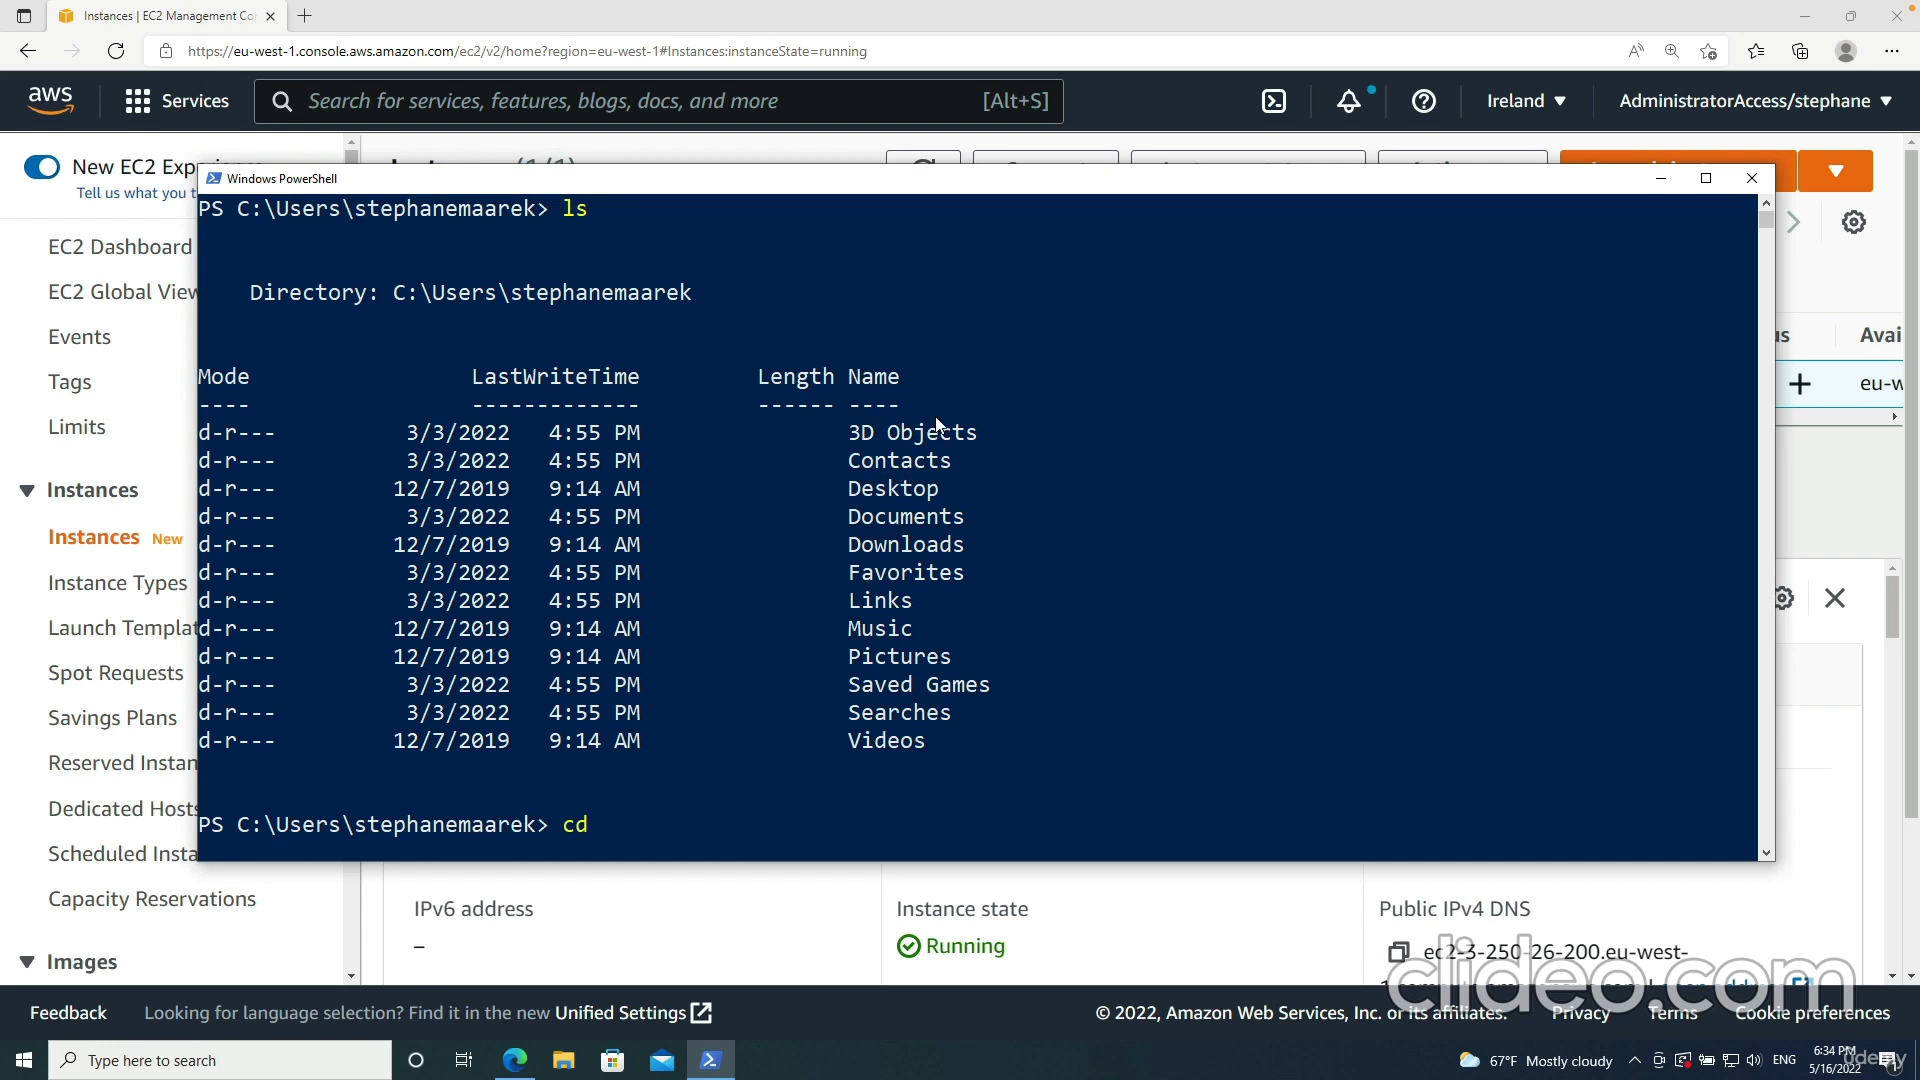 Instances | EC2 Management Co
https://eu-west-1.console.aws.amazon.com/ec2/v2/home?region=eu-west-1#Instances:instanceState=running
aws
Services
Search for services, features, blogs, docs, and more
[Alt+S]
Ireland
AdministratorAccess/stephane
New EC2 Exp
Tell us what you t
EC2 Dashboard
EC2 Global View
Events
Tags
Limits
Instances
Instances New
Instance Types
Launch Templat
Spot Requests
Savings Plans
Reserved Instan
Dedicated Hosts
Scheduled Insta
Capacity Reservations
Images
Windows PowerShell
PS C:\Users\stephanemaarek> ls
Directory: C:\Users\stephanemaarek
Mode LastWriteTime Length Name
---- ------------- ------ ----
d-r--- 3/3/2022 4:55 PM 3D Objects
d-r--- 3/3/2022 4:55 PM Contacts
d-r--- 12/7/2019 9:14 AM Desktop
d-r--- 3/3/2022 4:55 PM Documents
d-r--- 12/7/2019 9:14 AM Downloads
d-r--- 3/3/2022 4:55 PM Favorites
d-r--- 3/3/2022 4:55 PM Links
d-r--- 12/7/2019 9:14 AM Music
d-r--- 12/7/2019 9:14 AM Pictures
d-r--- 3/3/2022 4:55 PM Saved Games
d-r--- 3/3/2022 4:55 PM Searches
d-r--- 12/7/2019 9:14 AM Videos
PS C:\Users\stephanemaarek> cd
us
Avai
eu-w
IPv6 address
–
Instance state
Running
Public IPv4 DNS
ec2-3-250-26-200.eu-west-
clideo.com
Feedback
Looking for language selection? Find it in the new Unified Settings
© 2022, Amazon Web Services, Inc. or its affiliates.
Privacy
Terms
Cookie preferences
Type here to search
67°F Mostly cloudy
ENG
6:34 PM
5/16/2022
udemy